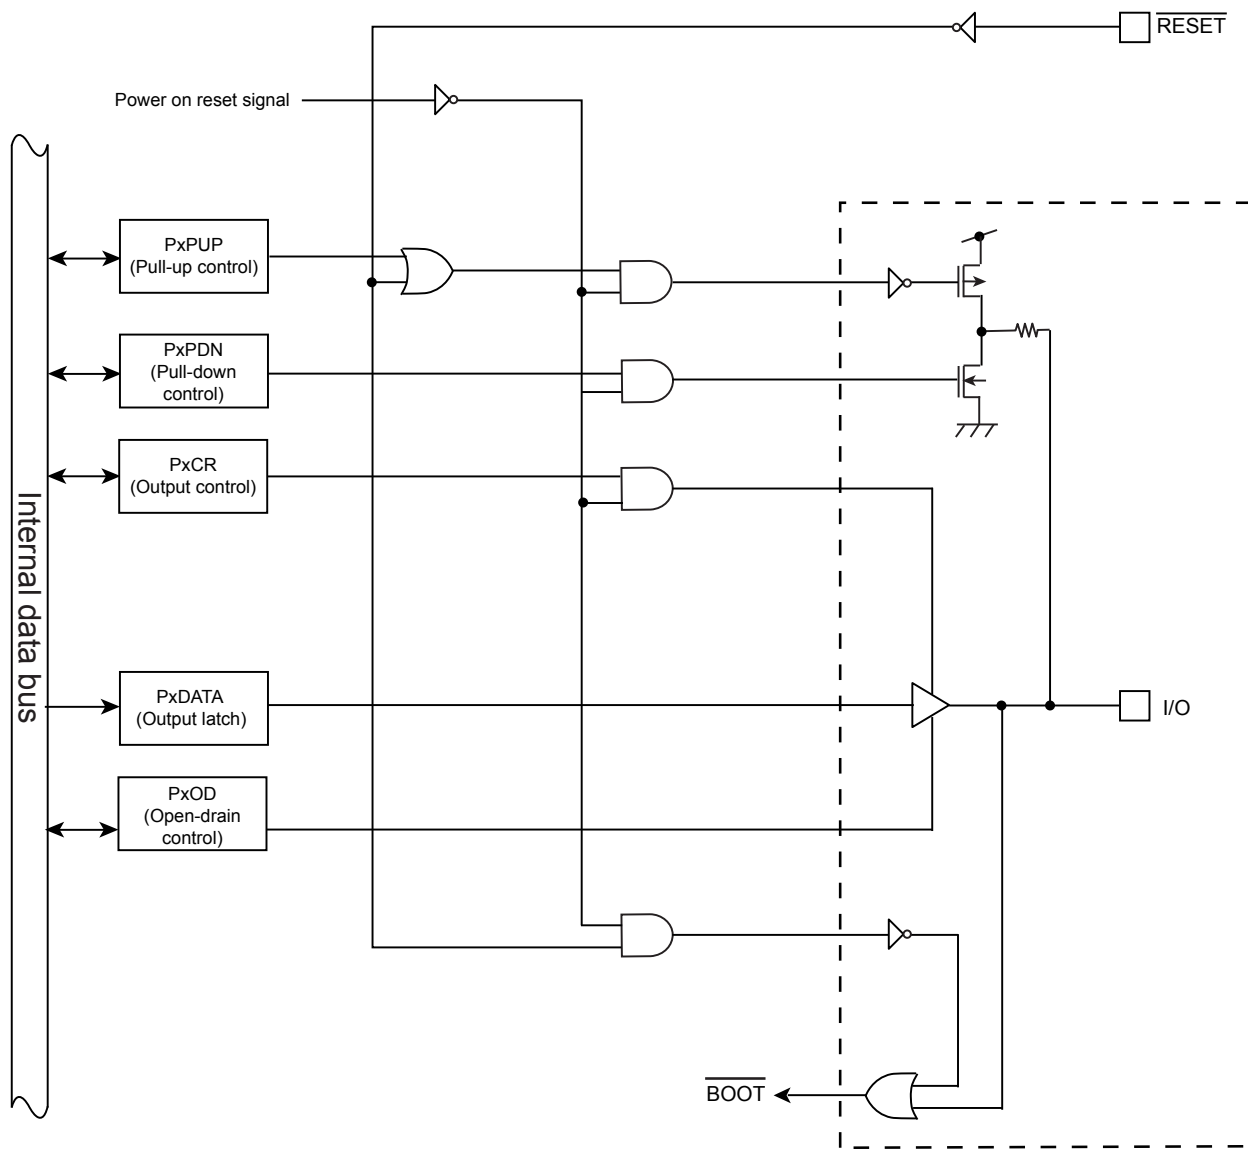 RESET
Power on reset signal
PxPUP
(Pull-up control)
PxPDN
(Pull-down
control)
PxCR
(Output control)
Internal data bus
PxDATA
(Output latch)
I/O
PxOD
(Open-drain
control)
BOOT